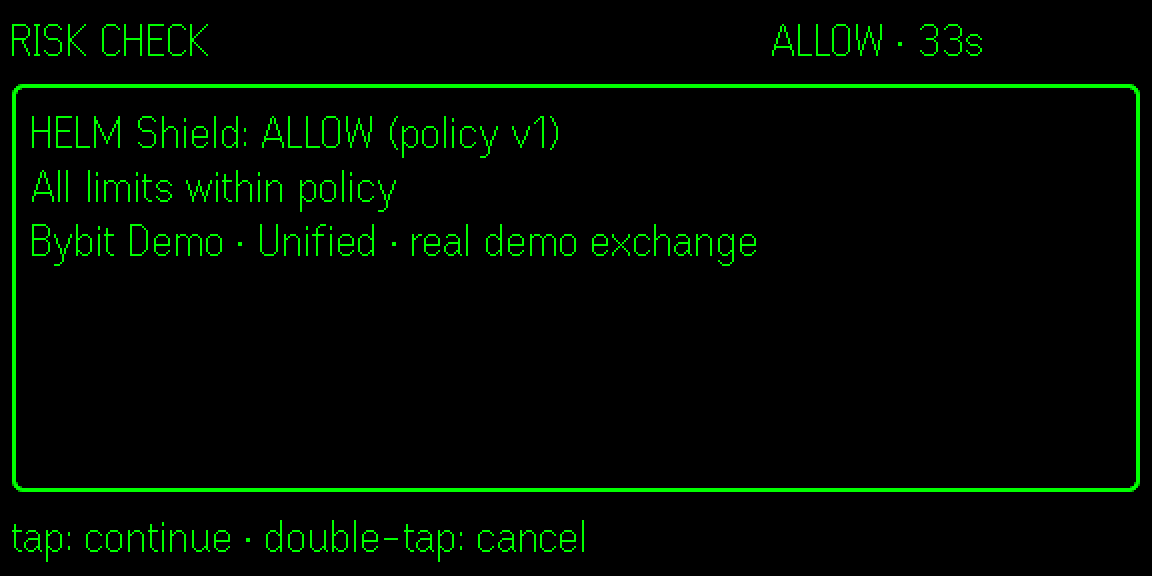 RISK CHECK
ALLOW · 33s
HELM Shield: ALLOW (policy v1)
All limits within policy
Bybit Demo · Unified · real demo exchange
tap: continue · double-tap: cancel